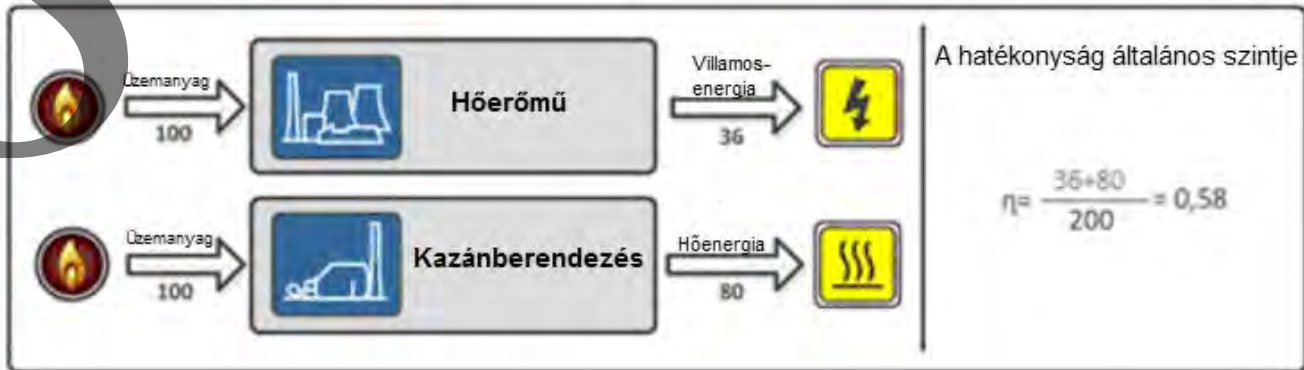 Üzemanyag
100
Hőerőmű
Villamos-
energia
36
Üzemanyag
100
Kazánberendezés
Hőenergia
80
A hatékonyság általános szintje
η= 36+80
200
= 0,58